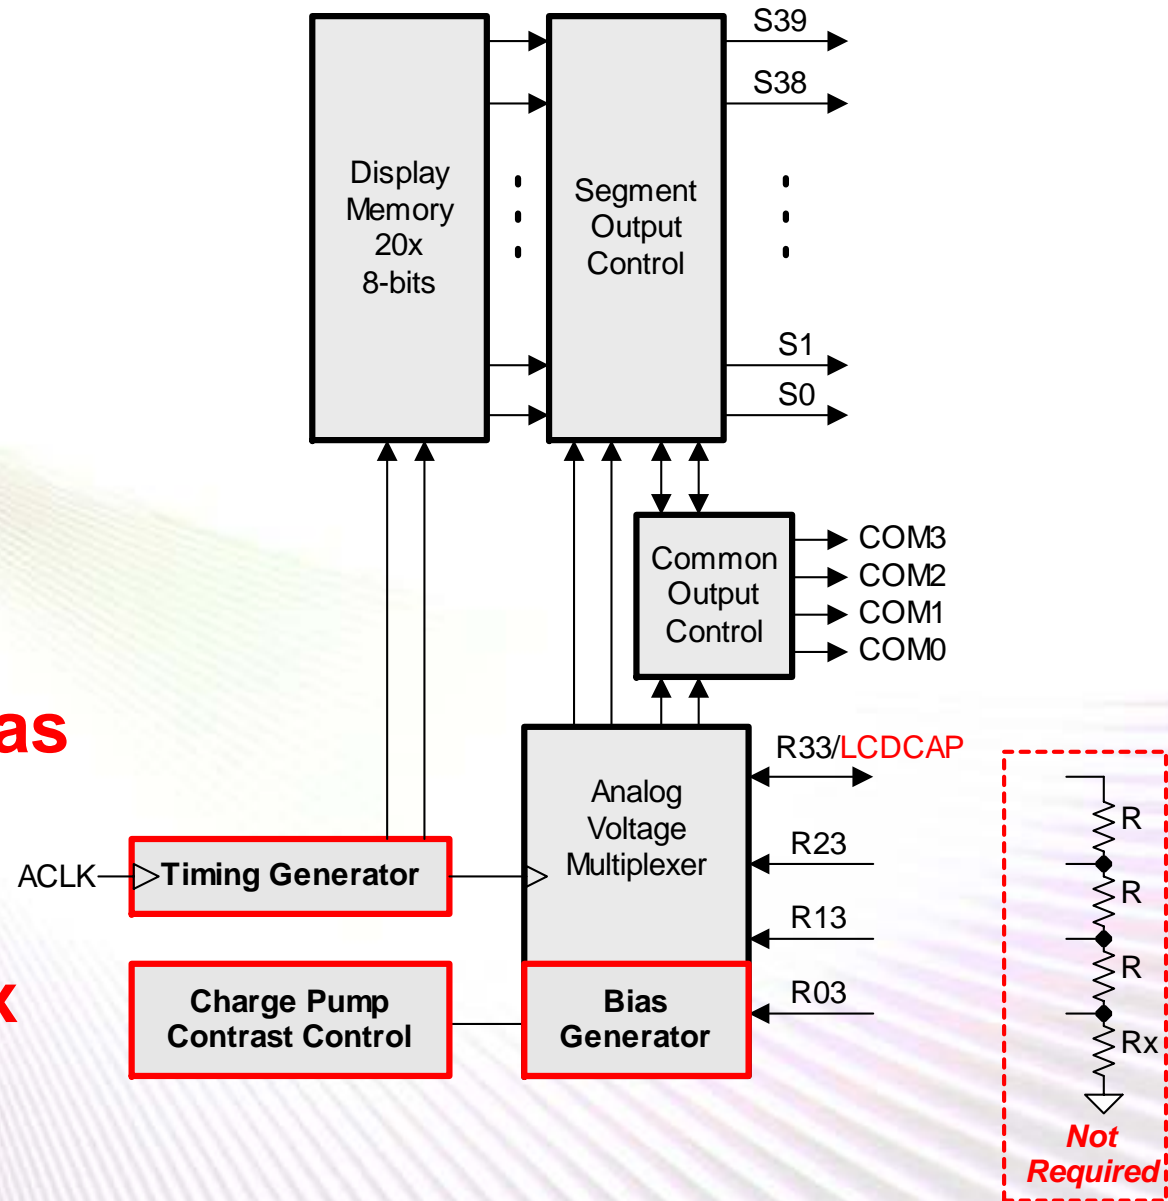 S39
S38
Display
Memory
20x
8-bits
Segment
Output
Control
S1
S0
Common
Output
Control
COM3
COM2
COM1
COM0
as
R33/LCDCAP
Analog
Voltage
Multiplexer
R
ACLK
Timing Generator
R23
R
R13
R
x
Charge Pump
Contrast Control
Bias
Generator
R03
Rx
Not
Required